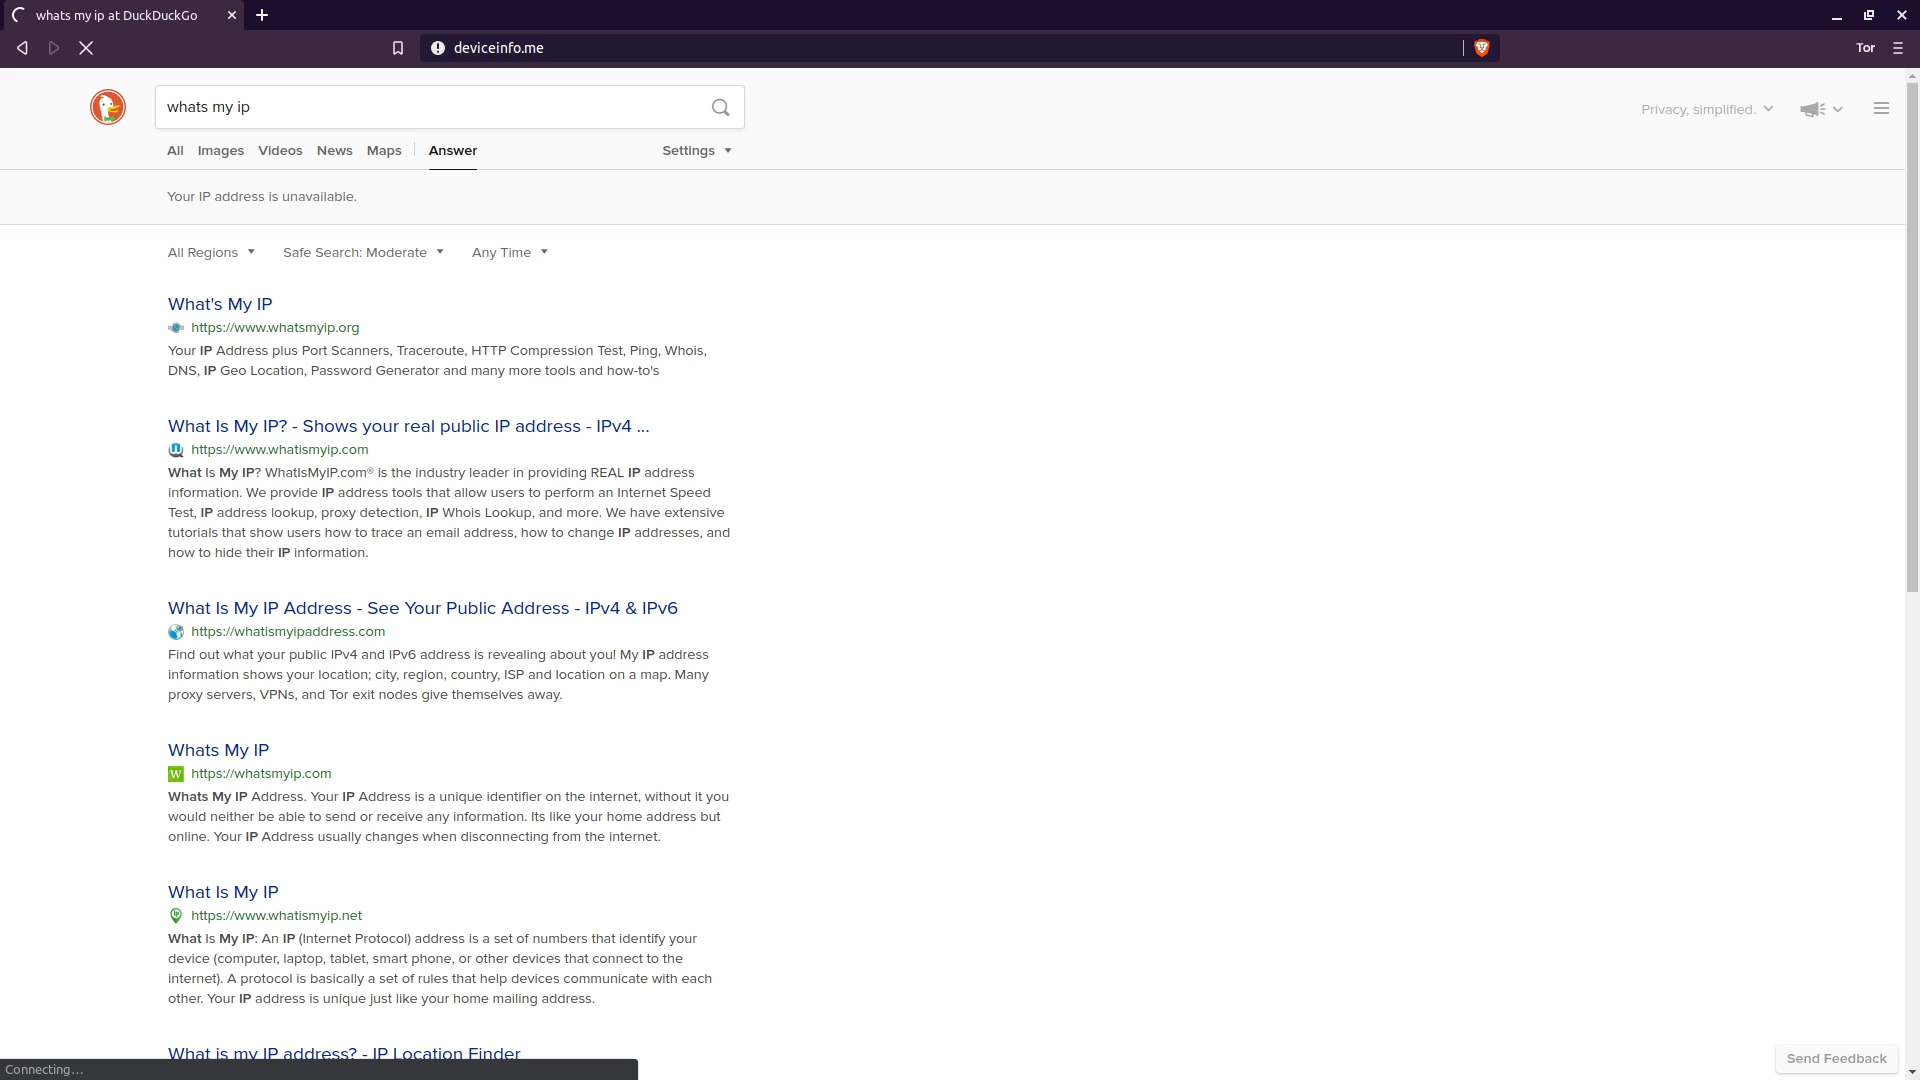 whats my ip at DuckDuckGo
deviceinfo.me
Tor
whats my ip
Privacy, simplified.
All Images Videos News Maps Answer Settings
Your IP address is unavailable.
All Regions Safe Search: Moderate Any Time
What's My IP
https://www.whatsmyip.org
Your IP Address plus Port Scanners, Traceroute, HTTP Compression Test, Ping, Whois,
DNS, IP Geo Location, Password Generator and many more tools and how-to's
What Is My IP? - Shows your real public IP address - IPv4 ...
https://www.whatismyip.com
What Is My IP? WhatIsMyIP.com® is the industry leader in providing REAL IP address
information. We provide IP address tools that allow users to perform an Internet Speed
Test, IP address lookup, proxy detection, IP Whois Lookup, and more. We have extensive
tutorials that show users how to trace an email address, how to change IP addresses, and
how to hide their IP information.
What Is My IP Address - See Your Public Address - IPv4 & IPv6
https://whatismyipaddress.com
Find out what your public IPv4 and IPv6 address is revealing about you! My IP address
information shows your location; city, region, country, ISP and location on a map. Many
proxy servers, VPNs, and Tor exit nodes give themselves away.
Whats My IP
W https://whatsmyip.com
Whats My IP Address. Your IP Address is a unique identifier on the internet, without it you
would neither be able to send or receive any information. Its like your home address but
online. Your IP Address usually changes when disconnecting from the internet.
What Is My IP
https://www.whatismyip.net
What Is My IP: An IP (Internet Protocol) address is a set of numbers that identify your
device (computer, laptop, tablet, smart phone, or other devices that connect to the
internet). A protocol is basically a set of rules that help devices communicate with each
other. Your IP address is unique just like your home mailing address.
What is my IP address? - IP Location Finder
Send Feedback
Connecting…